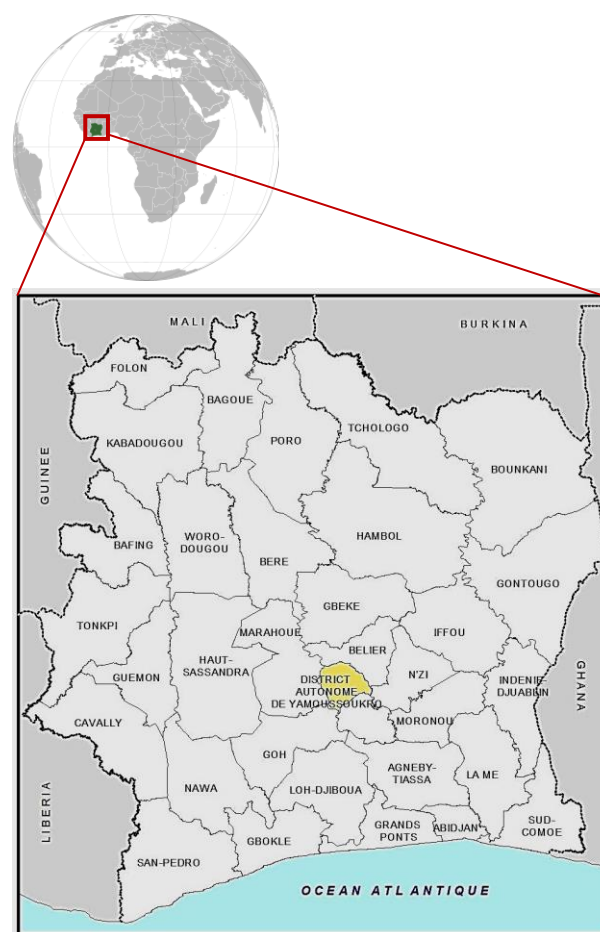 MALI
BURKINA
FOLON
BAGOUE
TCHOLOGO
KABADOUGOU
PORO
BOUNKANI
GUINEE
WORO-
DOUGOU
HAMBOL
BAFING
BERE
GONTOUGO
GBEKE
TONKPI
MARAHOUE
IFFOU
BELIER
HAUT-
SASSANDRA
GUEMON
N'ZI
INDENIE-
DJUABLIN
GHANA
DISTRICT
AUTONOME
DE YAMOUSSOUKRO
CAVALLY
MORONOU
GOH
AGNEBY-
TIASSA
LA ME
NAWA
LOH-DJIBOUA
LIBERIA
GRANDS
PONTS
ABIDJAN
SUD-
COMOE
GBOKLE
SAN-PEDRO
OCEAN ATLANTIQUE